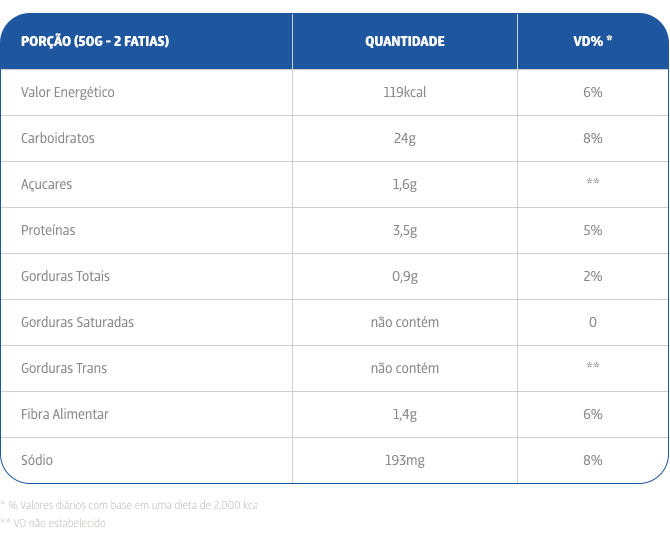 PORÇÃO (50G - 2 FATIAS) QUANTIDADE VD% *
Valor Energético 119kcal 6%
Carboidratos 24g 8%
Açucares 1,6g **
Proteínas 3,5g 5%
Gorduras Totais 0,9g 2%
Gorduras Saturadas não contém 0
Gorduras Trans não contém **
Fibra Alimentar 1,4g 6%
Sódio 193mg 8%
* % Valores diários com base em uma dieta de 2.000 kca
** VD não estabelecido